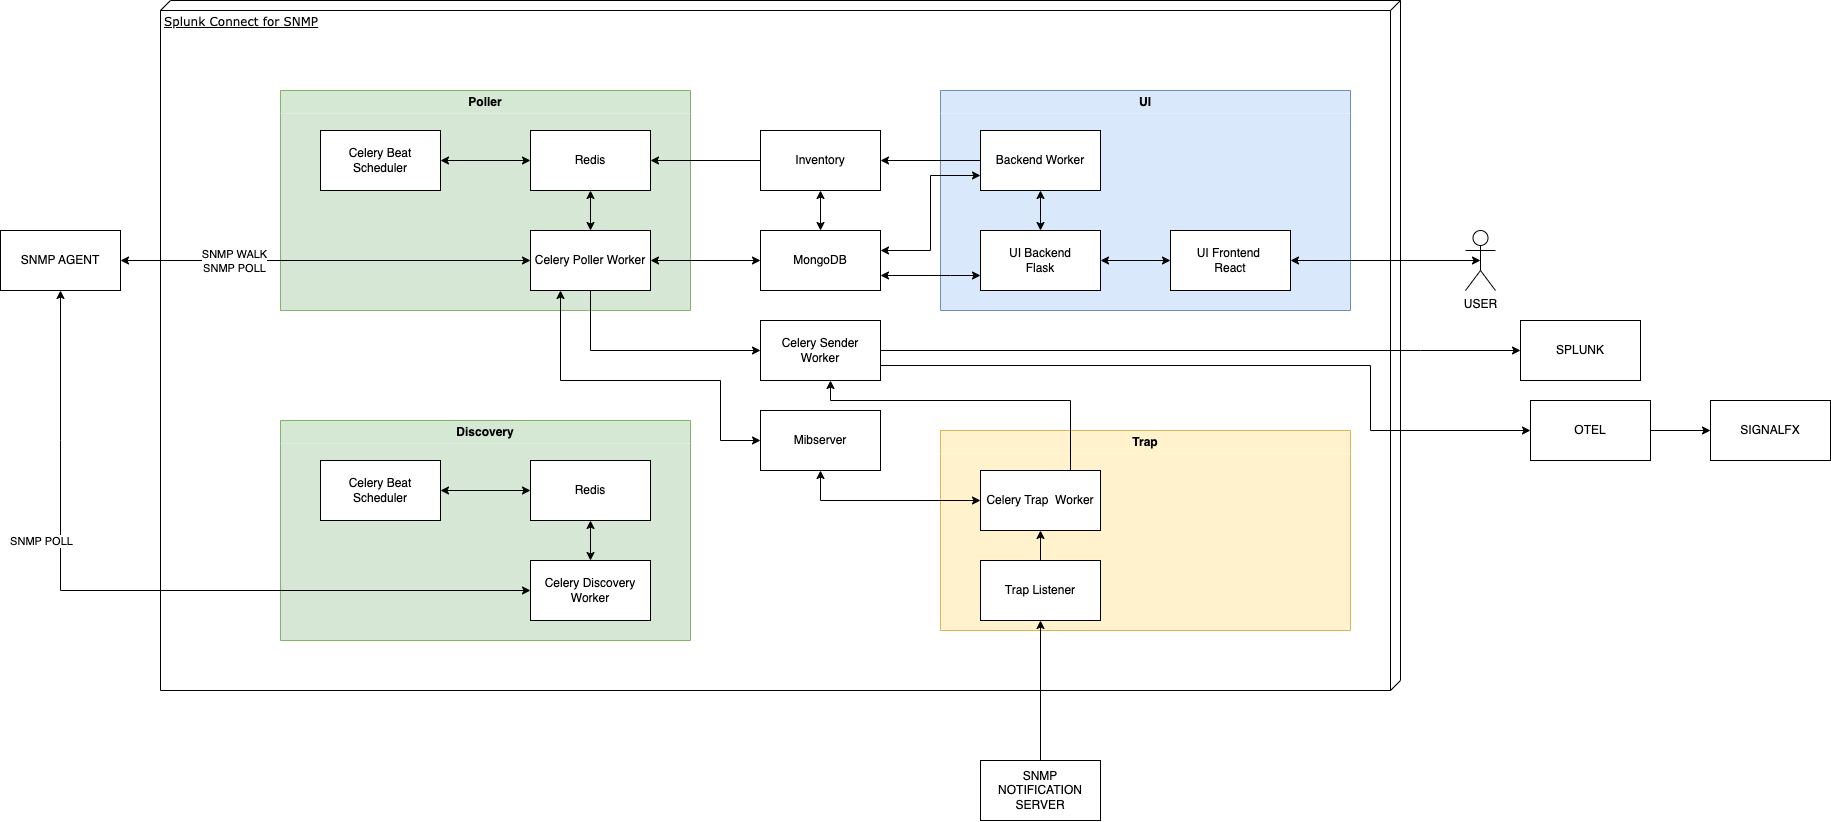 Splunk Connect for SNMP
Poller
UI
Celery Beat
Scheduler
Redis
Inventory
Backend Worker
SNMP AGENT
SNMP WALK
SNMP POLL
Celery Poller Worker
MongoDB
UI Backend
Flask
UI Frontend
React
USER
Celery Sender
Worker
SPLUNK
Mibserver
OTEL
SIGNALFX
Discovery
Trap
Celery Beat
Scheduler
Redis
Celery Trap  Worker
SNMP POLL
Celery Discovery
Worker
Trap Listener
SNMP
NOTIFICATION
SERVER